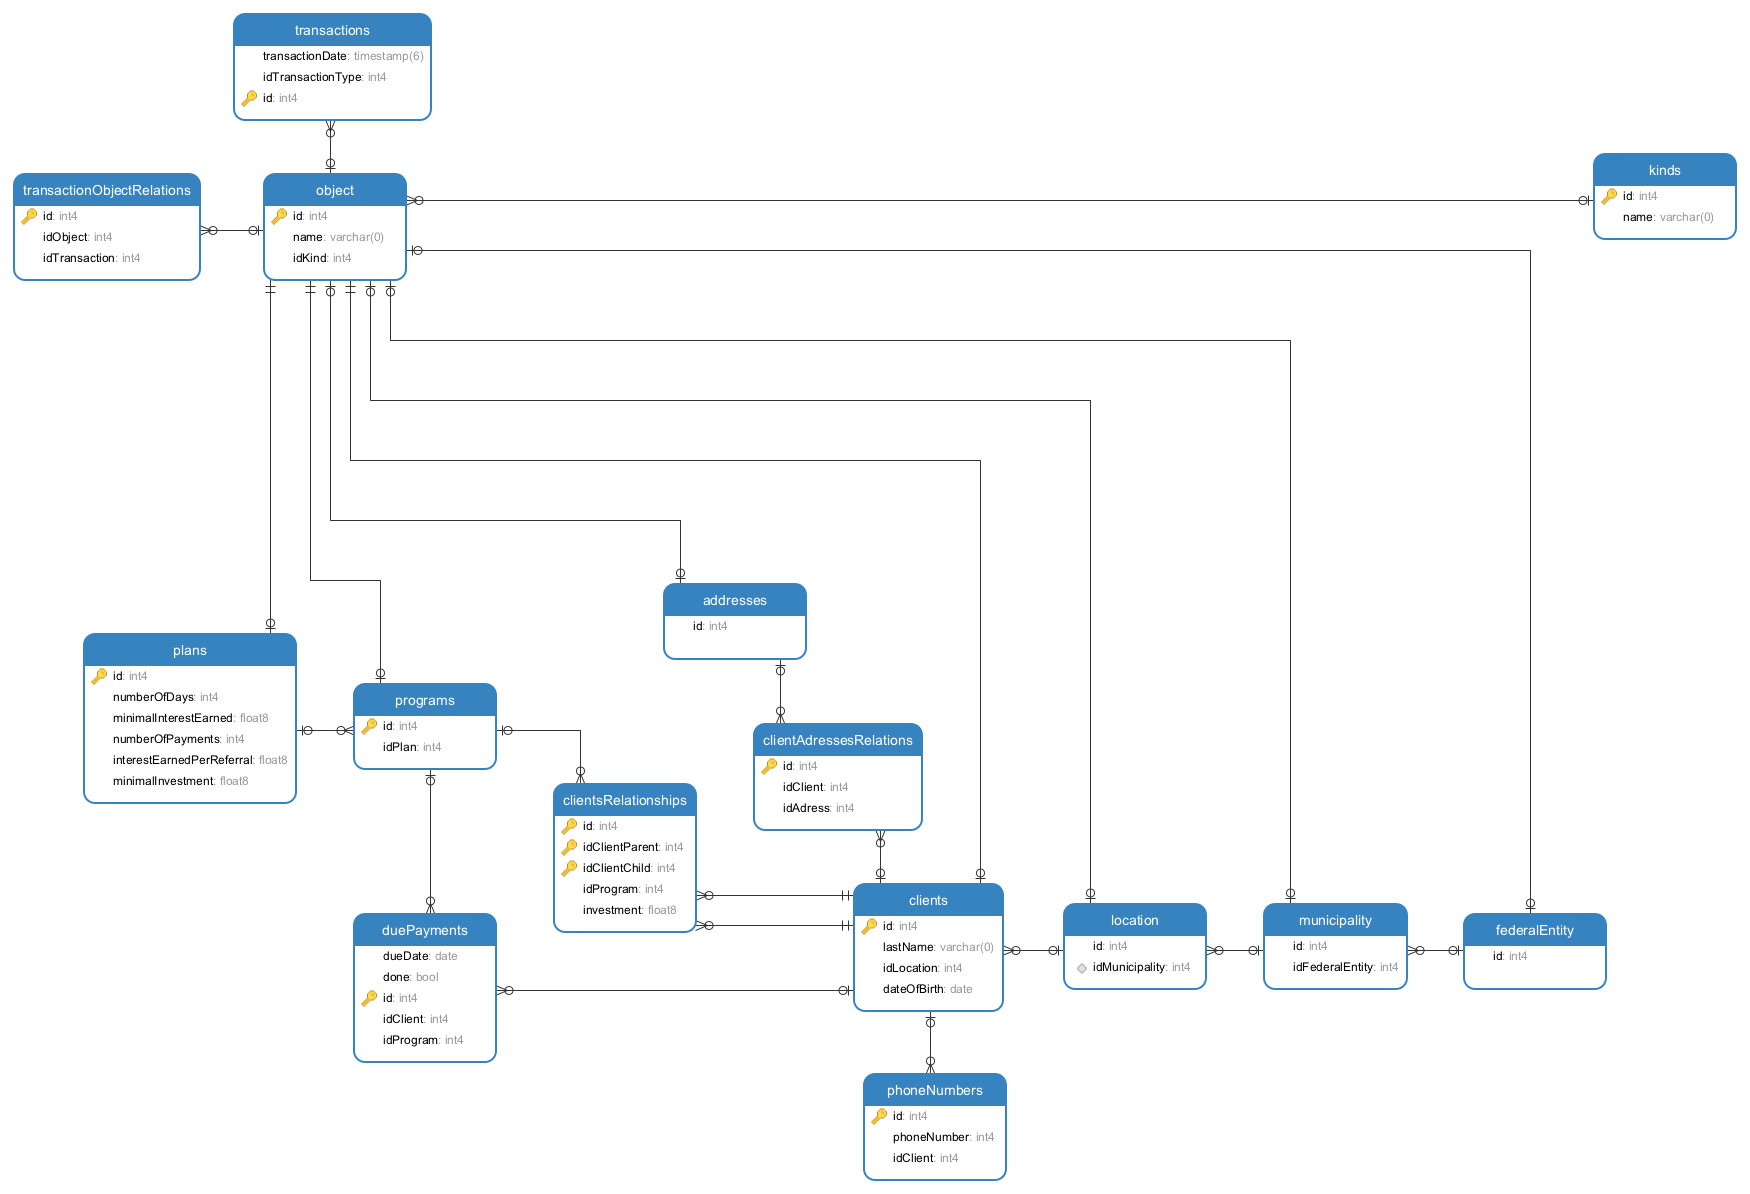 transactions
transactionDate: timestamp(6)
idTransactionType: int4
id: int4
transactionObjectRelations
id: int4
idObject: int4
idTransaction: int4
object
id: int4
name: varchar(0)
idKind: int4
kinds
id: int4
name: varchar(0)
plans
id: int4
numberOfDays: int4
minimalInterestEarned: float8
numberOfPayments: int4
interestEarnedPerReferral: float8
minimalInvestment: float8
programs
id: int4
idPlan: int4
addresses
id: int4
clientAdressesRelations
id: int4
idClient: int4
idAdress: int4
clientsRelationships
id: int4
idClientParent: int4
idClientChild: int4
idProgram: int4
investment: float8
duePayments
dueDate: date
done: bool
id: int4
idClient: int4
idProgram: int4
clients
id: int4
lastName: varchar(0)
idLocation: int4
dateOfBirth: date
location
id: int4
idMunicipality: int4
municipality
id: int4
idFederalEntity: int4
federalEntity
id: int4
phoneNumbers
id: int4
phoneNumber: int4
idClient: int4